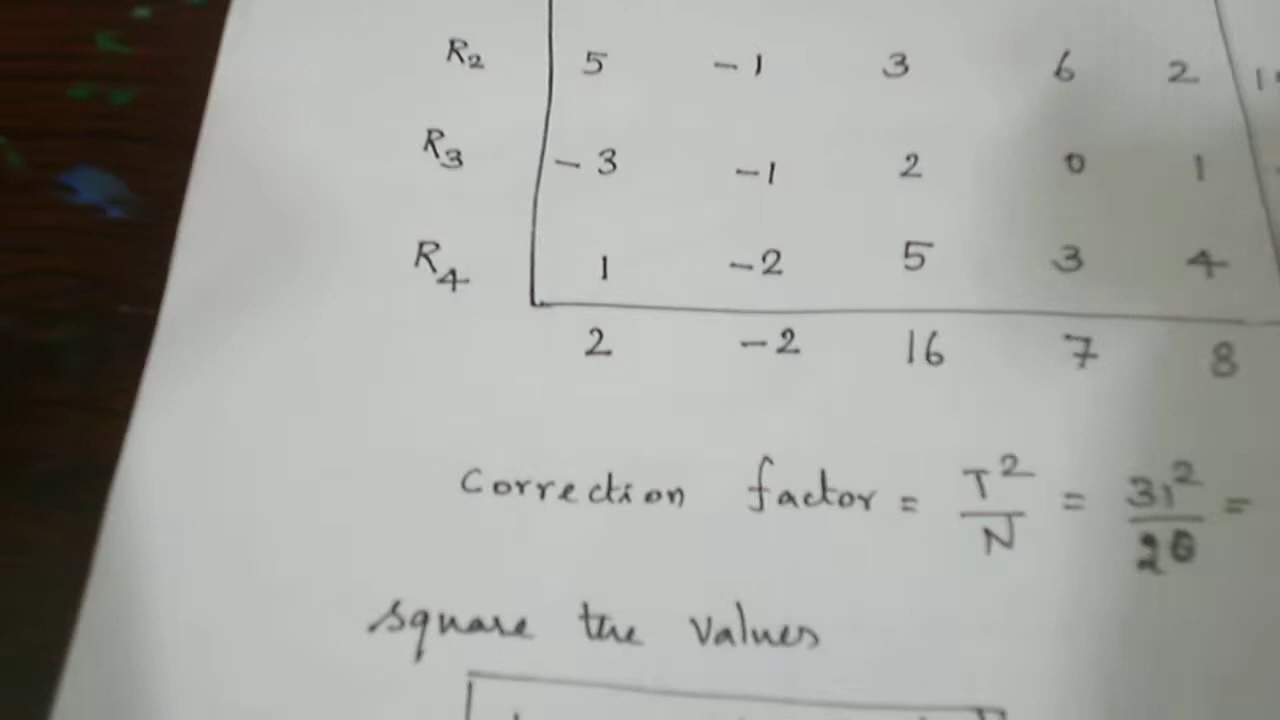 R2 5 -1 3 6 2
R3 -3 -1 2 0 1
R4 1 -2 5 3 4
2 -2 16 7 8
Correction factor = T²/N = 31²/20 =
square the values